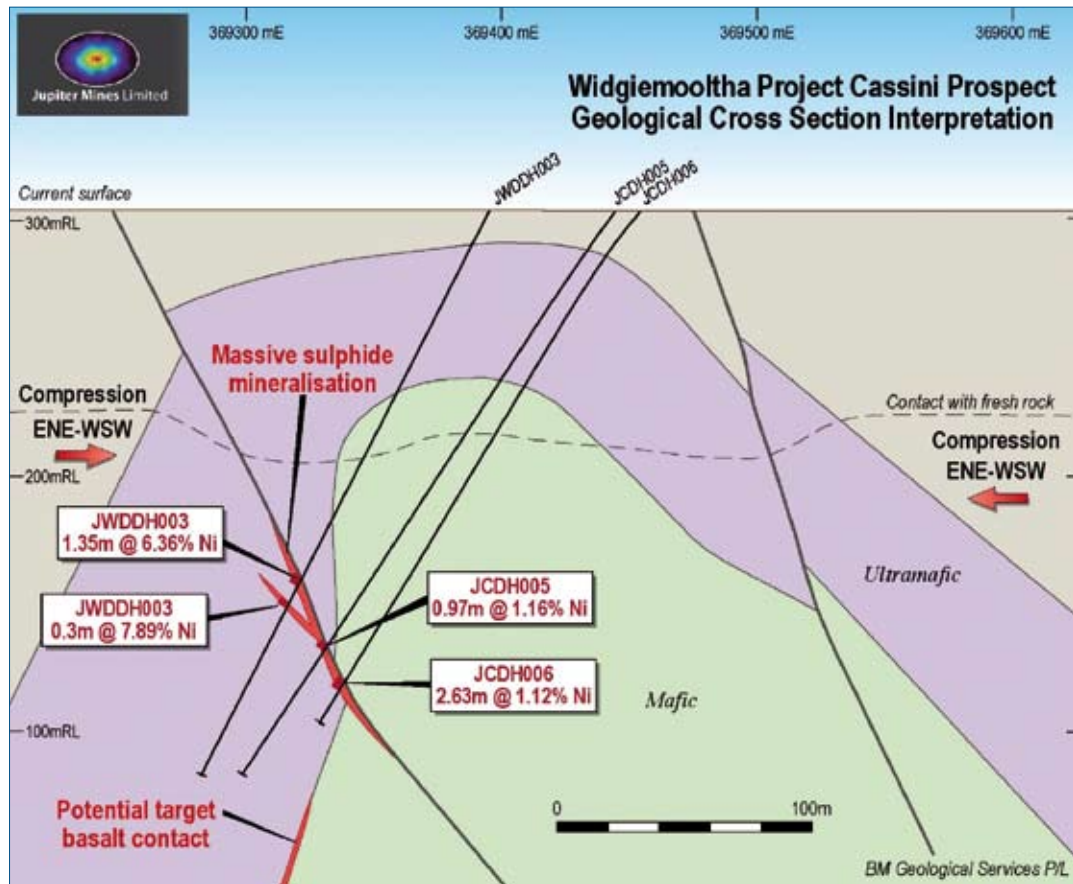 369300 mE
369400 mE
369500 mE
369600 mE
Jupiter Mines Limited
Widgiemooltha Project Cassini Prospect
Geological Cross Section Interpretation
JWDDH003
JCDH005
JCDH006
Current surface
300mRL
Massive sulphide
mineralisation
Compression
ENE-WSW
Contact with fresh rock
Compression
ENE-WSW
200mRL
JWDDH003
1.35m @ 6.36% Ni
JWDDH003
0.3m @ 7.89% Ni
JCDH005
0.97m @ 1.16% Ni
Ultramafic
JCDH006
2.63m @ 1.12% Ni
Mafic
100mRL
Potential target
basalt contact
0
100m
BM Geological Services P/L